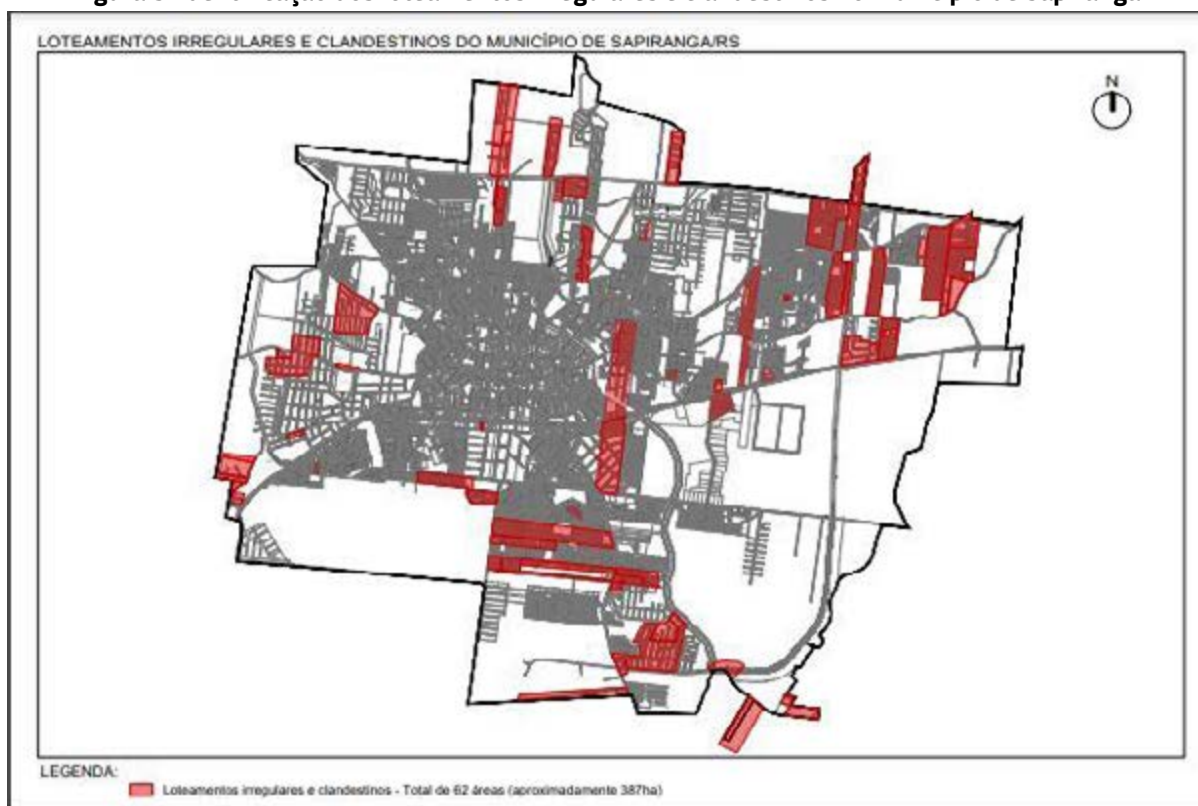 LOTEAMENTOS IRREGULARES E CLANDESTINOS DO MUNICÍPIO DE SAPIRANGA/RS
N
LEGENDA:
Loteamentos irregulares e clandestinos - Total de 62 áreas (aproximadamente 387ha)